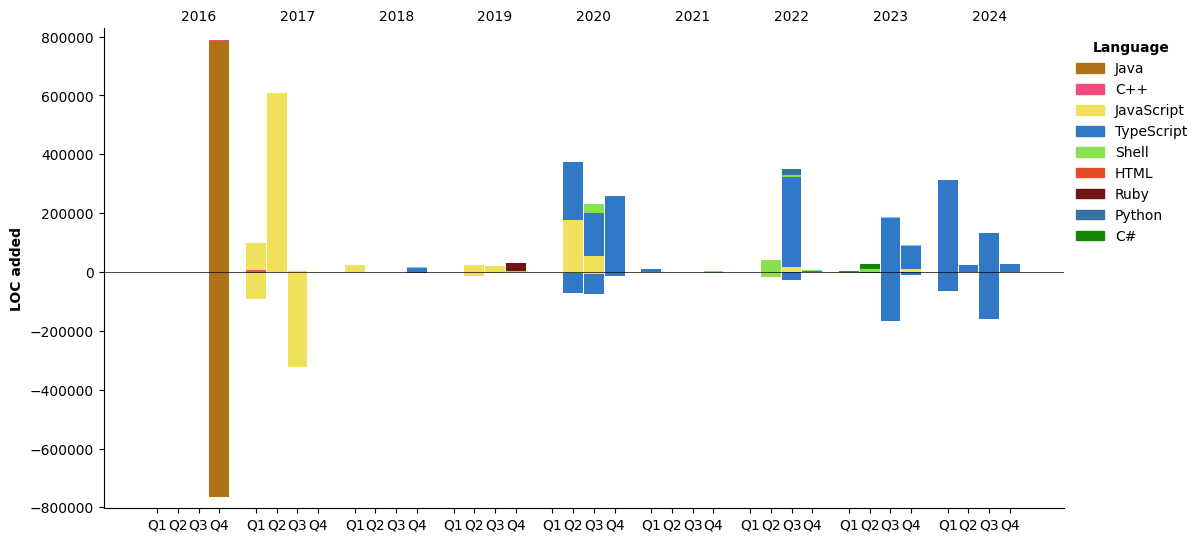 2016 2017 2018 2019 2020 2021 2022 2023 2024
800000
600000
400000
200000
0
−200000
−400000
−600000
−800000
LOC added
Q1 Q2 Q3 Q4 Q1 Q2 Q3 Q4 Q1 Q2 Q3 Q4 Q1 Q2 Q3 Q4 Q1 Q2 Q3 Q4 Q1 Q2 Q3 Q4 Q1 Q2 Q3 Q4 Q1 Q2 Q3 Q4 Q1 Q2 Q3 Q4
Language
Java
C++
JavaScript
TypeScript
Shell
HTML
Ruby
Python
C#